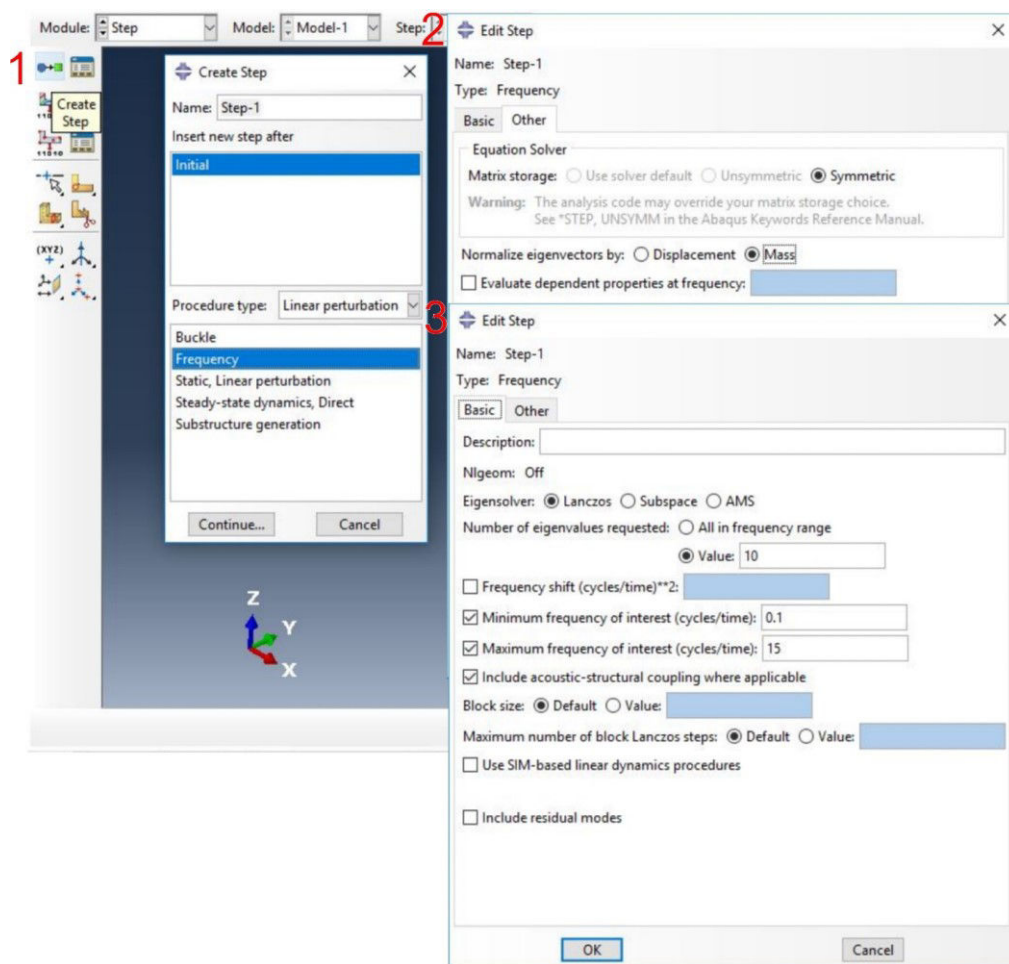 Module: Step Model: Model-1 Step:
1
Create Step
Create Step
Name: Step-1
Insert new step after
Initial
Procedure type: Linear perturbation
Buckle
Frequency
Static, Linear perturbation
Steady-state dynamics, Direct
Substructure generation
Continue... Cancel
(XYZ)
Z
Y
X
2
Edit Step
Name: Step-1
Type: Frequency
Basic Other
Equation Solver
Matrix storage: Use solver default Unsymmetric Symmetric
Warning: The analysis code may override your matrix storage choice.
See *STEP, UNSYMM in the Abaqus Keywords Reference Manual.
Normalize eigenvectors by: Displacement Mass
Evaluate dependent properties at frequency:
3
Edit Step
Name: Step-1
Type: Frequency
Basic Other
Description:
Nlgeom: Off
Eigensolver: Lanczos Subspace AMS
Number of eigenvalues requested: All in frequency range
Value: 10
Frequency shift (cycles/time)**2:
Minimum frequency of interest (cycles/time): 0.1
Maximum frequency of interest (cycles/time): 15
Include acoustic-structural coupling where applicable
Block size: Default Value:
Maximum number of block Lanczos steps: Default Value:
Use SIM-based linear dynamics procedures
Include residual modes
OK Cancel